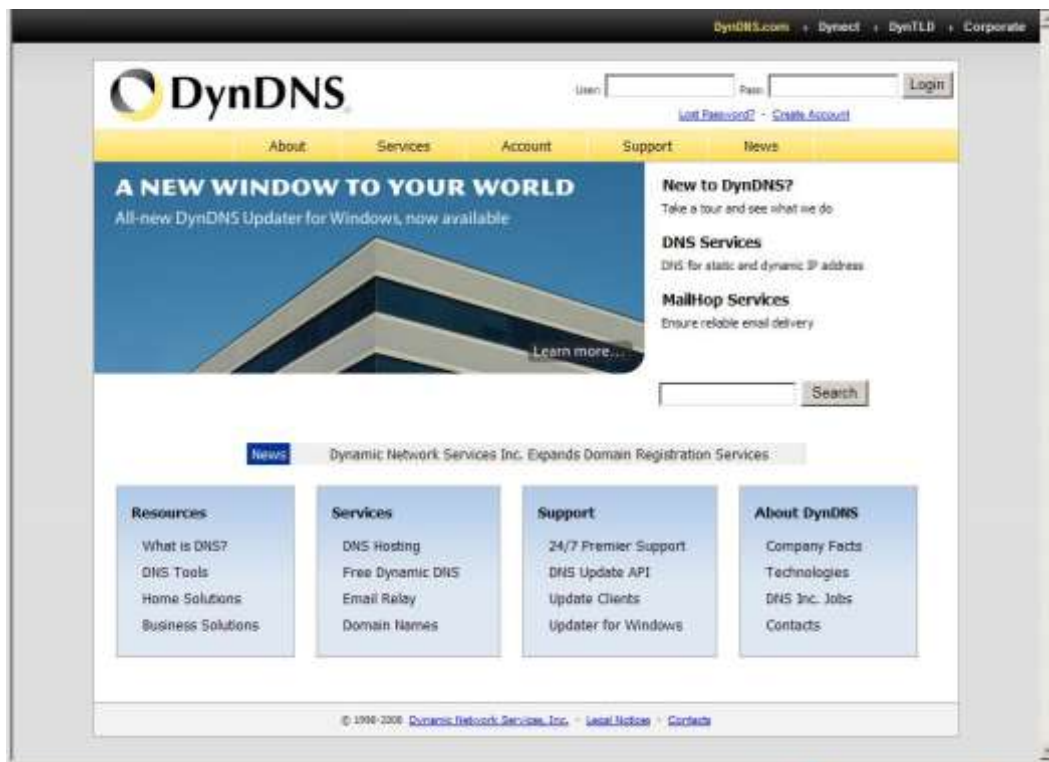 DynDNS.com Dynect DynTLD Corporate
DynDNS
User: Pass: Login
Lost Password? - Create Account
About Services Account Support News
A NEW WINDOW TO YOUR WORLD
All-new DynDNS Updater for Windows, now available
Learn more...
New to DynDNS?
Take a tour and see what we do
DNS Services
DNS for static and dynamic IP address
MailHop Services
Ensure reliable email delivery
Search
News Dynamic Network Services Inc. Expands Domain Registration Services
Resources
What is DNS?
DNS Tools
Home Solutions
Business Solutions
Services
DNS Hosting
Free Dynamic DNS
Email Relay
Domain Names
Support
24/7 Premier Support
DNS Update API
Update Clients
Updater for Windows
About DynDNS
Company Facts
Technologies
DNS Inc. Jobs
Contacts
© 1998-2008 Dynamic Network Services, Inc. - Legal Notices - Contacts